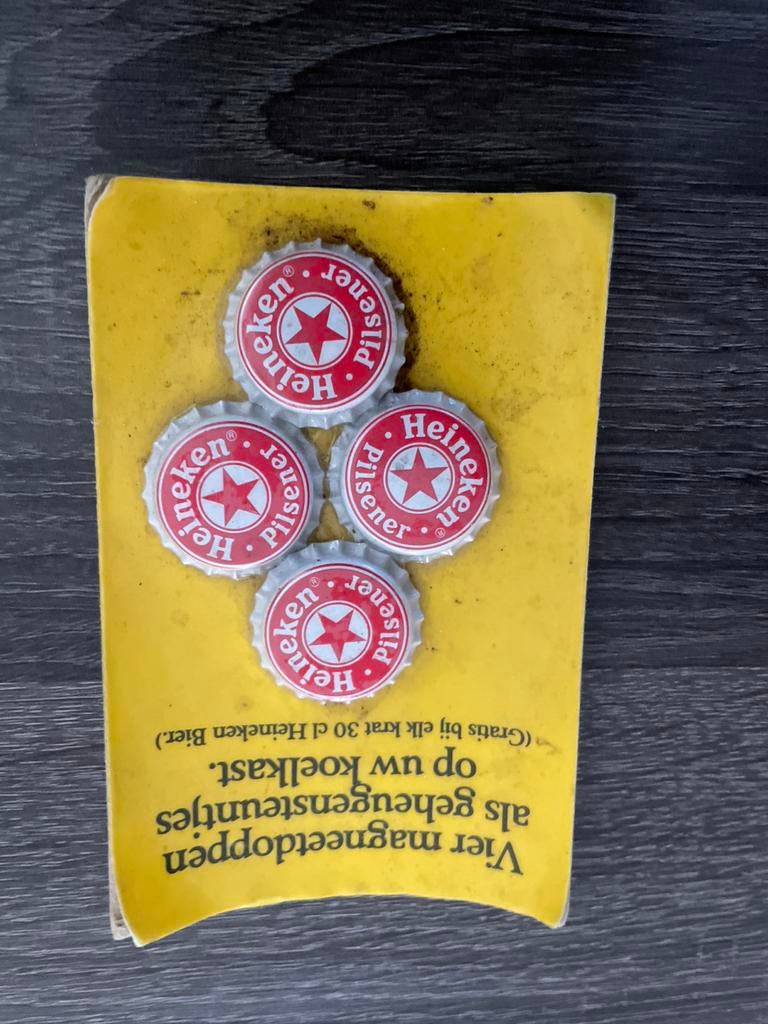 Vier magneetdoppen
als geheugensteuntjes
op uw koelkast.
(Gratis bij elk krat 30 cl Heineken Bier.)
Heineken® · Pilsener ·
Heineken® · Pilsener ·
Heineken® · Pilsener ·
Heineken® · Pilsener ·